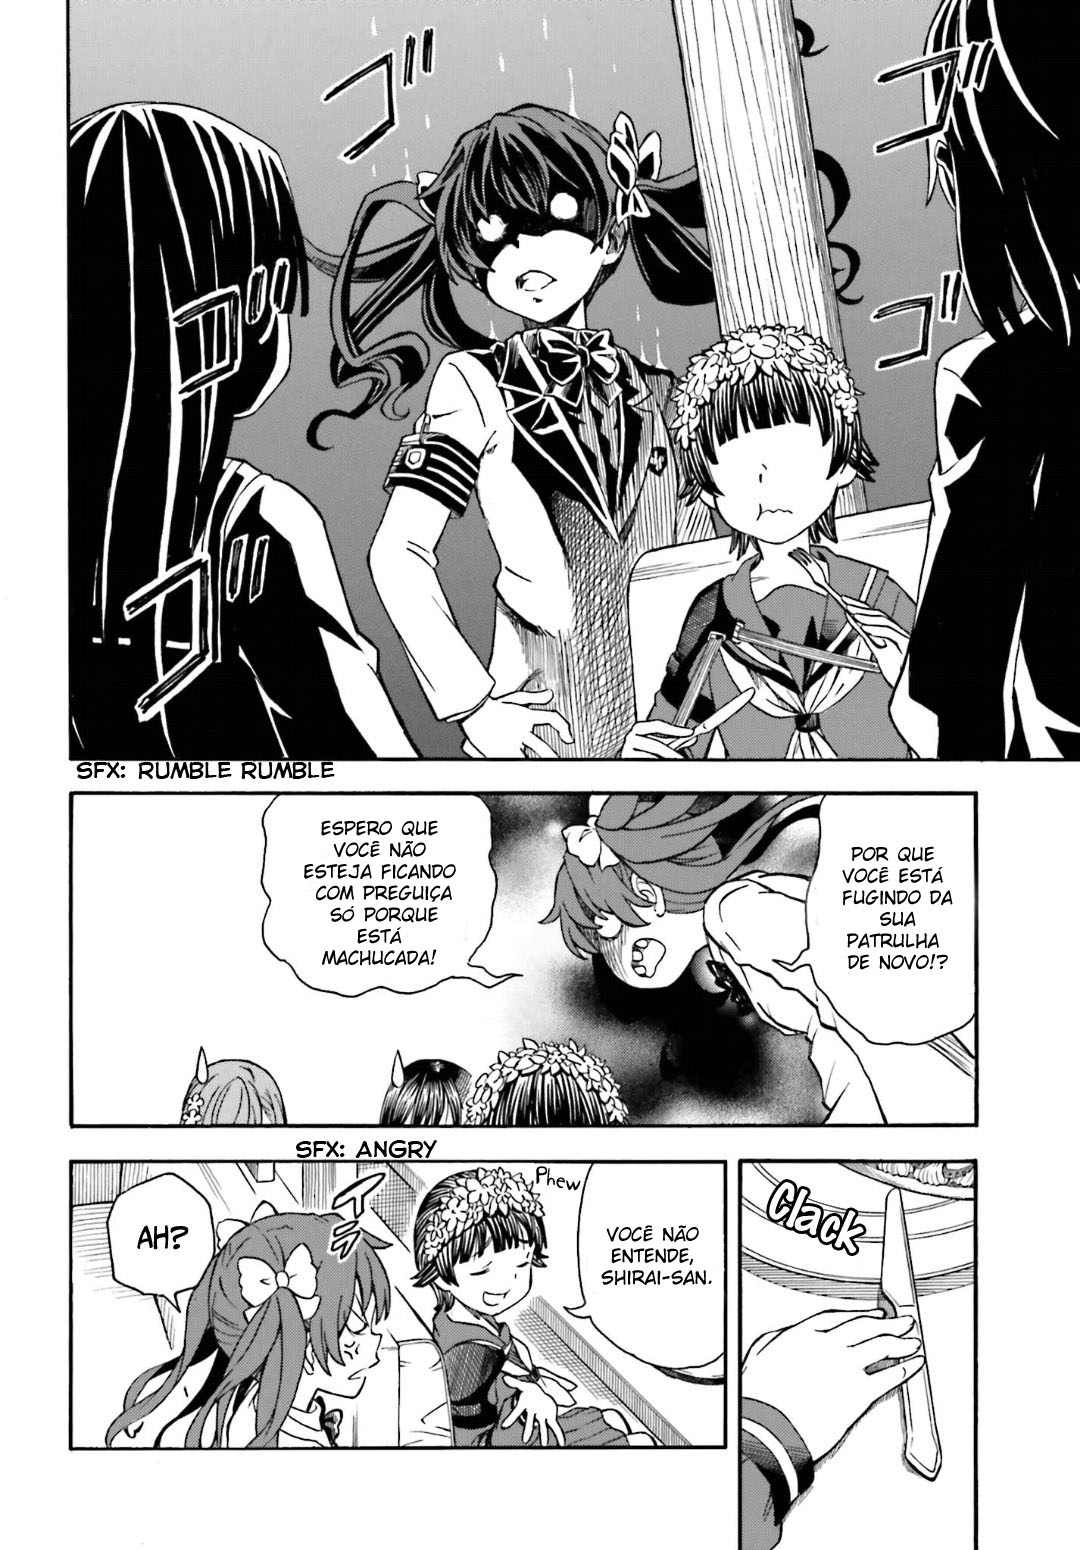 ゴゴ
ゴゴ
ゴゴ
SFX: RUMBLE RUMBLE
POR QUE
VOCÊ ESTÁ
FUGINDO DA
SUA
PATRULHA
DE NOVO!?
ESPERO QUE
VOCÊ NÃO
ESTEJA FICANDO
COM PREGUIÇA
SÓ PORQUE
ESTÁ
MACHUCADA!
SFX: ANGRY
Clack
Phew
VOCÊ NÃO
ENTENDE,
SHIRAI-SAN.
イラ
AH?